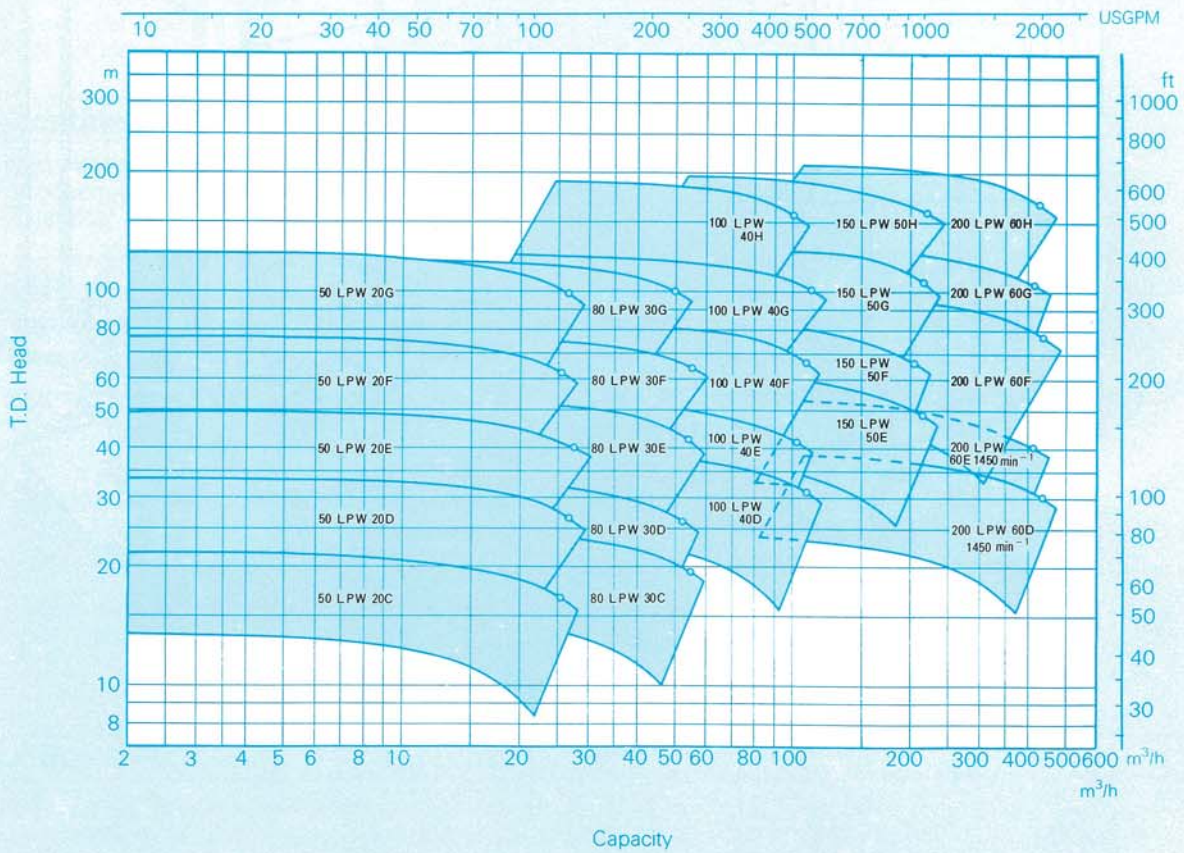 10 20 30 40 50 70 100 200 300 400 500 700 1000 2000 USGPM
m
ft
300
200
100
80
60
50
40
30
20
10
8
T.D. Head
1000
800
600
500
400
300
200
100
80
60
50
40
30
100 LPW
40H
150 LPW 50H
200 LPW 60H
50 LPW 20G
80 LPW 30G
100 LPW 40G
150 LPW
50G
200 LPW 60G
50 LPW 20F
80 LPW 30F
100 LPW 40F
150 LPW
50F
200 LPW 60F
50 LPW 20E
80 LPW 30E
100 LPW
40E
150 LPW
50E
200 LPW
60E 1450 min⁻¹
50 LPW 20D
80 LPW 30D
100 LPW
40D
200 LPW 60D
1450 min⁻¹
50 LPW 20C
80 LPW 30C
2 3 4 5 6 8 10 20 30 40 50 60 80 100 200 300 400 500 600 m³/h
m³/h
Capacity